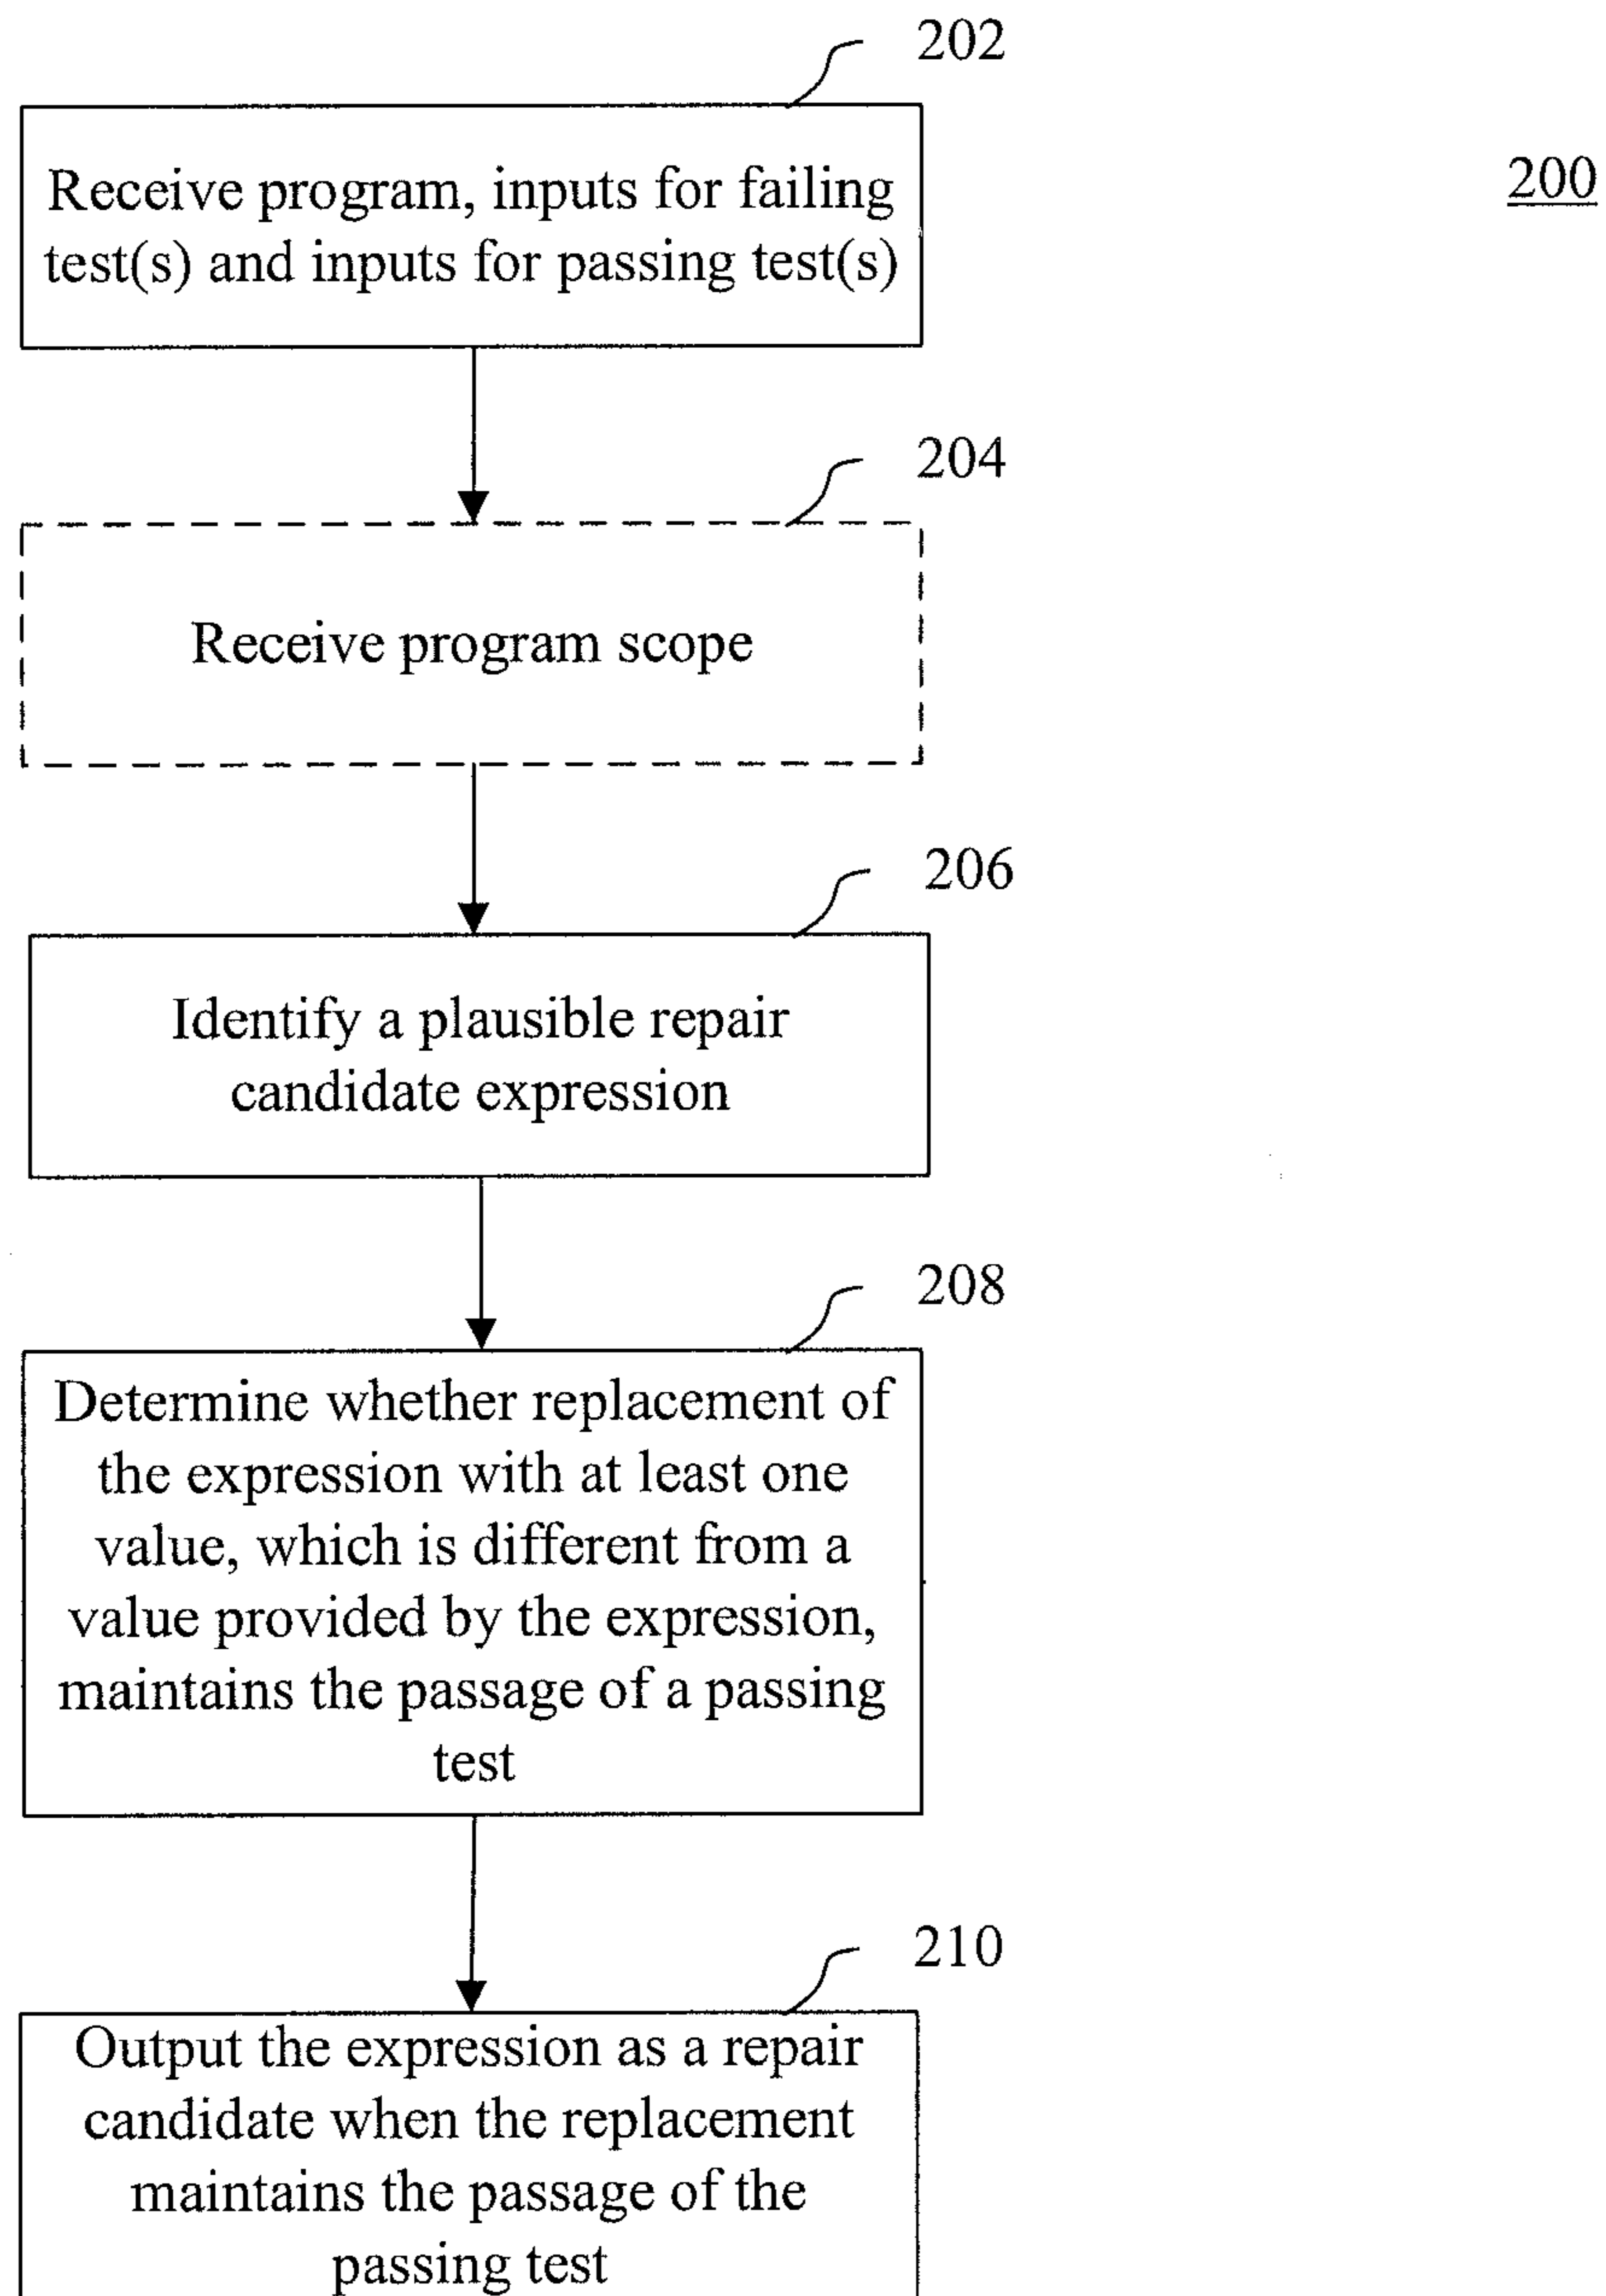 202
200
Receive program, inputs for failing
test(s) and inputs for passing test(s)
204
Receive program scope
206
Identify a plausible repair
candidate expression
208
Determine whether replacement of
the expression with at least one
value, which is different from a
value provided by the expression,
maintains the passage of a passing
test
210
Output the expression as a repair
candidate when the replacement
maintains the passage of the
passing test